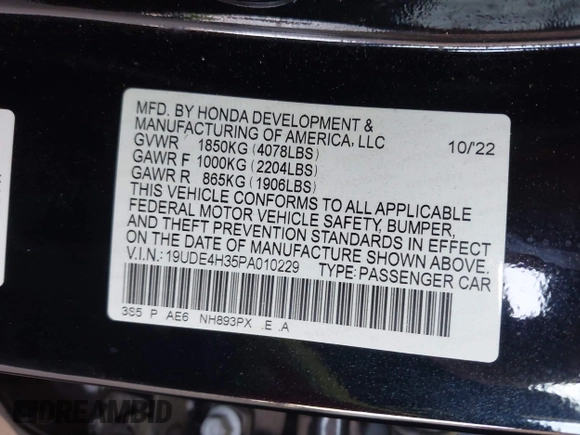 MFD. BY HONDA DEVELOPMENT &
MANUFACTURING OF AMERICA, LLC
GVWR 1850KG (4078LBS) 10/'22
GAWR F 1000KG (2204LBS)
GAWR R 865KG (1906LBS)
THIS VEHICLE CONFORMS TO ALL APPLICABLE
FEDERAL MOTOR VEHICLE SAFETY, BUMPER,
AND THEFT PREVENTION STANDARDS IN EFFECT
ON THE DATE OF MANUFACTURE SHOWN ABOVE.
V.I.N.:19UDE4H35PA010229 TYPE:PASSENGER CAR
3S5 P AE6 NH893PX .E .A
DREAMBID